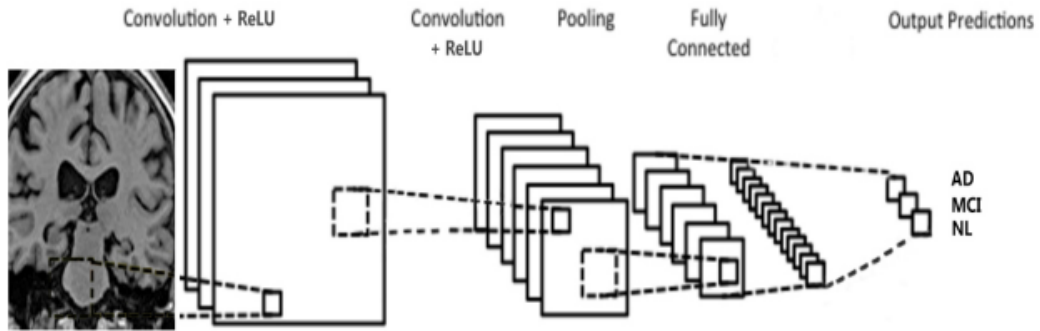 Convolution + ReLU
Convolution
+ ReLU
Pooling
Fully
Connected
Output Predictions
AD
MCI
NL